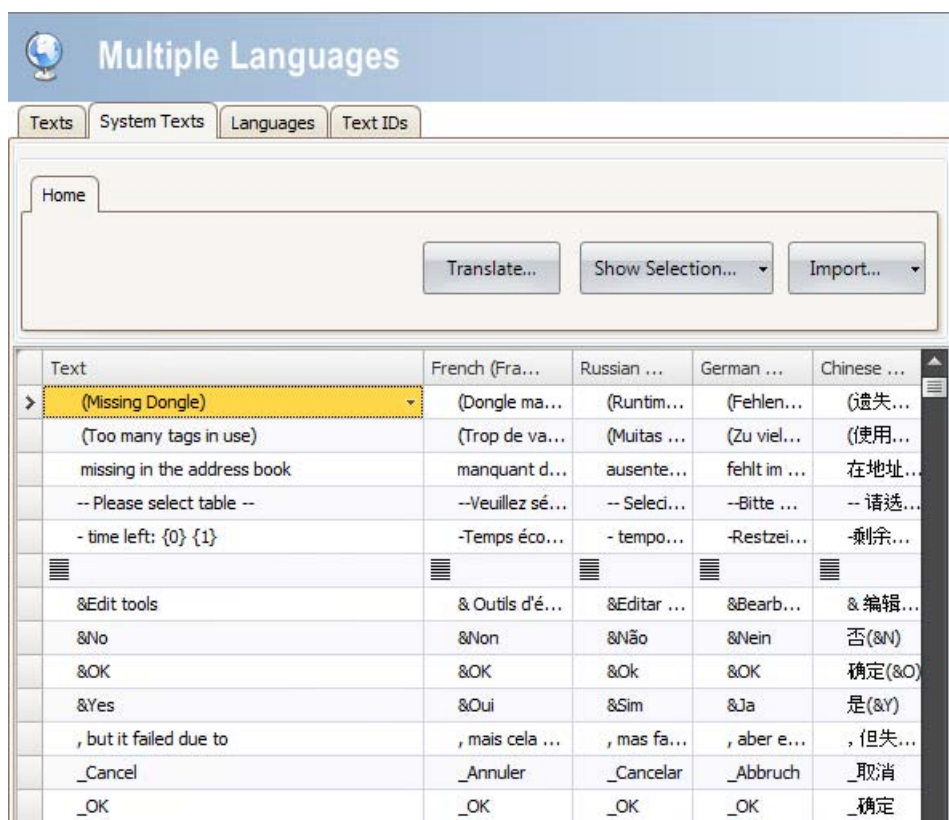 Multiple Languages
Texts System Texts Languages Text IDs
Home
Translate... Show Selection... Import...
Text French (Fra... Russian ... German ... Chinese ...
(Missing Dongle) (Dongle ma... (Runtim... (Fehlen... (遗失...
(Too many tags in use) (Trop de va... (Muitas ... (Zu viel... (使用...
missing in the address book manquant d... ausente... fehlt im ... 在地址...
-- Please select table -- --Veuillez sé... -- Seleci... --Bitte ... -- 请选...
- time left: {0} {1} -Temps éco... - tempo... -Restzei... -剩余...
&Edit tools & Outils d'é... &Editar ... &Bearb... & 编辑...
&No &Non &Não &Nein 否(&N)
&OK &OK &Ok &OK 确定(&O)
&Yes &Oui &Sim &Ja 是(&Y)
, but it failed due to , mais cela ... , mas fa... , aber e... , 但失...
_Cancel _Annuler _Cancelar _Abbruch _取消
_OK _OK _OK _OK _确定